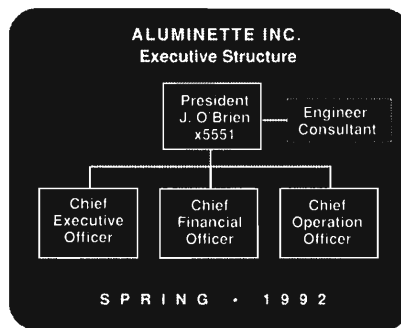 ALUMINETTE INC.
Executive Structure
President
J. O'Brien
x5551
Engineer
Consultant
Chief
Executive
Officer
Chief
Financial
Officer
Chief
Operation
Officer
SPRING • 1992